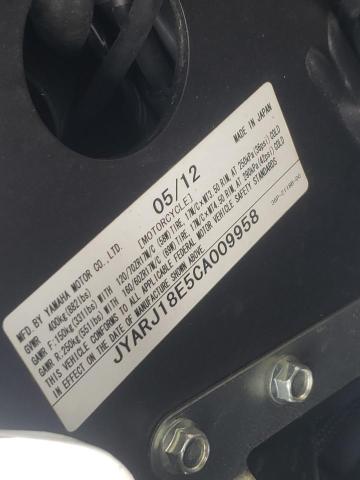 05/12
MADE IN JAPAN
MFD. BY YAMAHA MOTOR CO., LTD. [MOTORCYCLE]
GVWR 400kg(882lbs)
GAWR F:150kg(331lbs)WITH 120/70ZR17M/C (58W)TIRE, 17M/C×MT3.50 RIM, AT 250kPa(36psi)COLD
GAWR R:250kg(551lbs)WITH 160/60ZR17M/C (69W)TIRE, 17M/C×MT4.50 RIM, AT 290kPa(42psi)COLD
THIS VEHICLE CONFORMS TO ALL APPLICABLE FEDERAL MOTOR VEHICLE SAFETY STANDARDS
IN EFFECT ON THE DATE OF MANUFACTURE SHOWN ABOVE.
JYARJ18E5CA009958